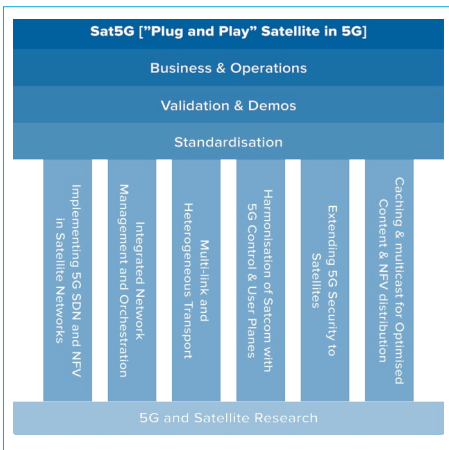 Sat5G [”Plug and Play” Satellite in 5G]
Business & Operations
Validation & Demos
Standardisation
Implementing 5G SDN and NFV
in Satellite Networks
Integrated Network
Management and Orchestration
Multi-link and
Heterogeneous Transport
Harmonisation of Satcom with
5G Control & User Planes
Extending 5G Security to
Satellites
Caching & multicast for Optimised
Content & NFV distribution
5G and Satellite Research